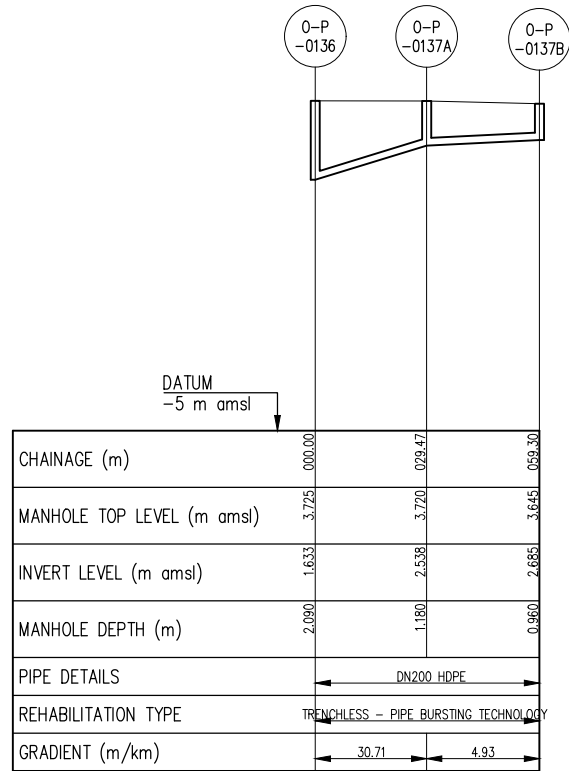 O-P
-0136
O-P
-0137A
O-P
-0137B
DATUM
-5 m amsl
CHAINAGE (m)
000.00
029.47
059.30
MANHOLE TOP LEVEL (m amsl)
3.725
3.720
3.645
INVERT LEVEL (m amsl)
1.633
2.538
2.685
MANHOLE DEPTH (m)
2.090
1.180
0.960
PIPE DETAILS
DN200 HDPE
REHABILITATION TYPE
TRENCHLESS - PIPE BURSTING TECHNOLOGY
GRADIENT (m/km)
30.71
4.93